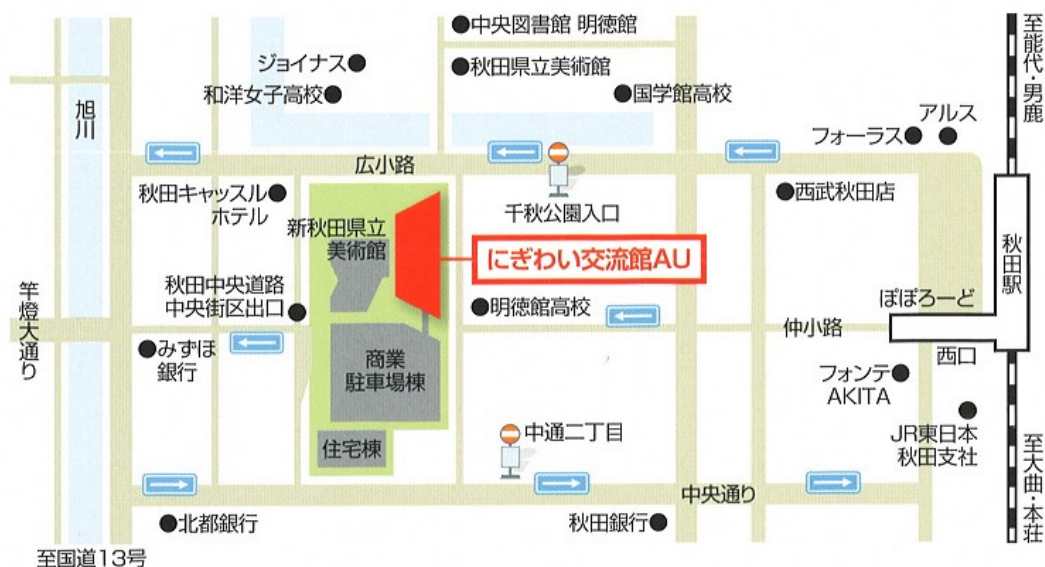 中央図書館 明徳館
至能代・男鹿
ジョイナス
秋田県立美術館
和洋女子高校
国学館高校
旭川
アルス
フォーラス
広小路
秋田キャッスル
ホテル
千秋公園入口
西武秋田店
新秋田県立
美術館
にぎわい交流館AU
秋田駅
秋田中央道路
中央街区出口
明徳館高校
ぽぽろーど
竿燈大通り
仲小路
みずほ
銀行
西口
商業
駐車場棟
フォンテ
AKITA
JR東日本
秋田支社
住宅棟
中通二丁目
至大曲・本荘
中央通り
北都銀行
秋田銀行
至国道13号